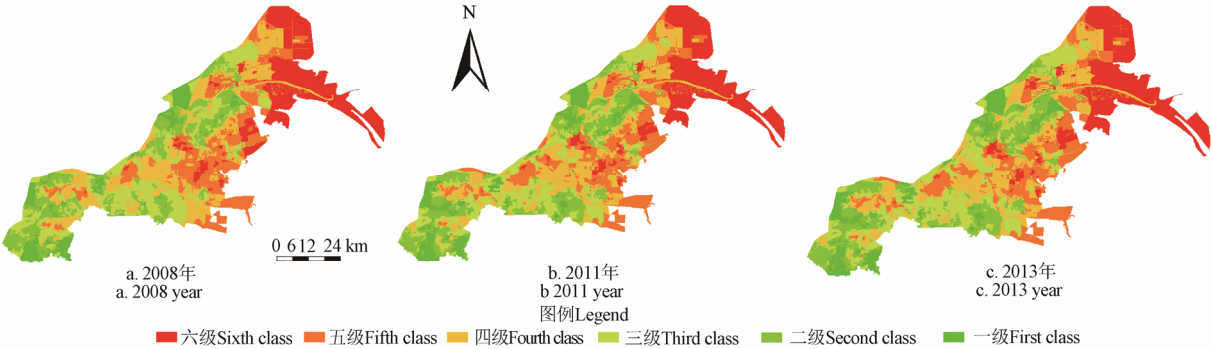 N
0 612 24 km
a. 2008年
a. 2008 year
b. 2011年
b 2011 year
c. 2013年
c. 2013 year
图例Legend
六级Sixth class 五级Fifth class 四级Fourth class 三级Third class 二级Second class 一级First class